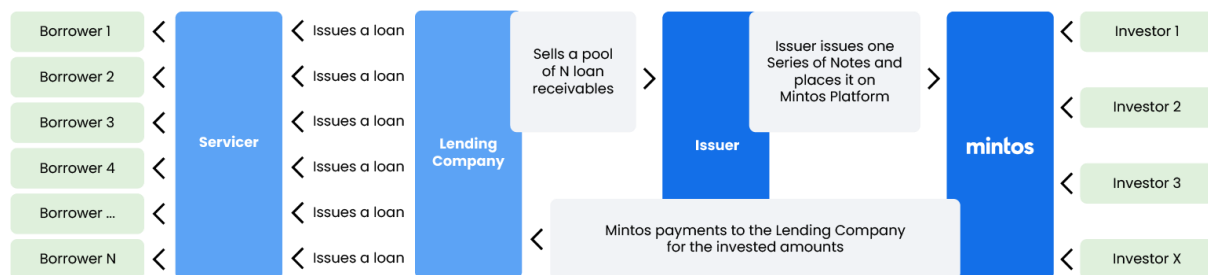 Borrower 1
Borrower 2
Borrower 3
Borrower 4
Borrower ...
Borrower N
Servicer
Issues a loan
Issues a loan
Issues a loan
Issues a loan
Issues a loan
Issues a loan
Lending
Company
Sells a pool
of N loan
receivables
Issuer
Issuer issues one
Series of Notes and
places it on
Mintos Platform
mintos
Mintos payments to the Lending Company
for the invested amounts
Investor 1
Investor 2
Investor 3
Investor X